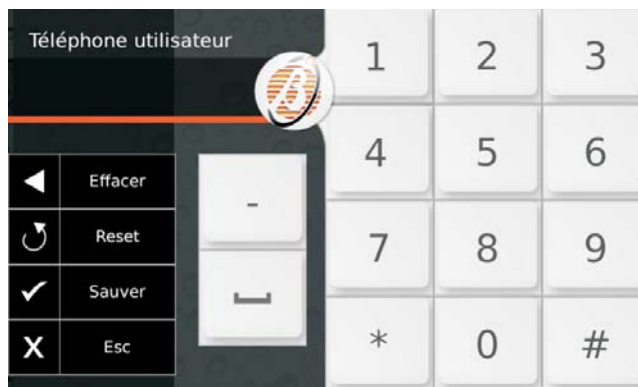 Téléphone utilisateur
1 2 3
4 5 6
7 8 9
* 0 #
-
Effacer
Reset
Sauver
X Esc